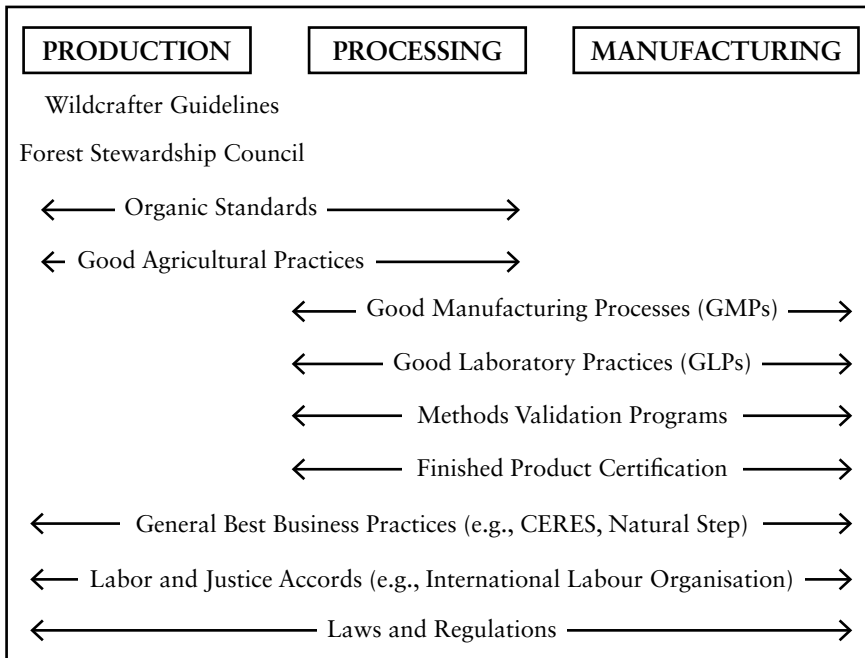 PRODUCTION PROCESSING MANUFACTURING
Wildcrafter Guidelines
Forest Stewardship Council
Organic Standards
Good Agricultural Practices
Good Manufacturing Processes (GMPs)
Good Laboratory Practices (GLPs)
Methods Validation Programs
Finished Product Certification
General Best Business Practices (e.g., CERES, Natural Step)
Labor and Justice Accords (e.g., International Labour Organisation)
Laws and Regulations